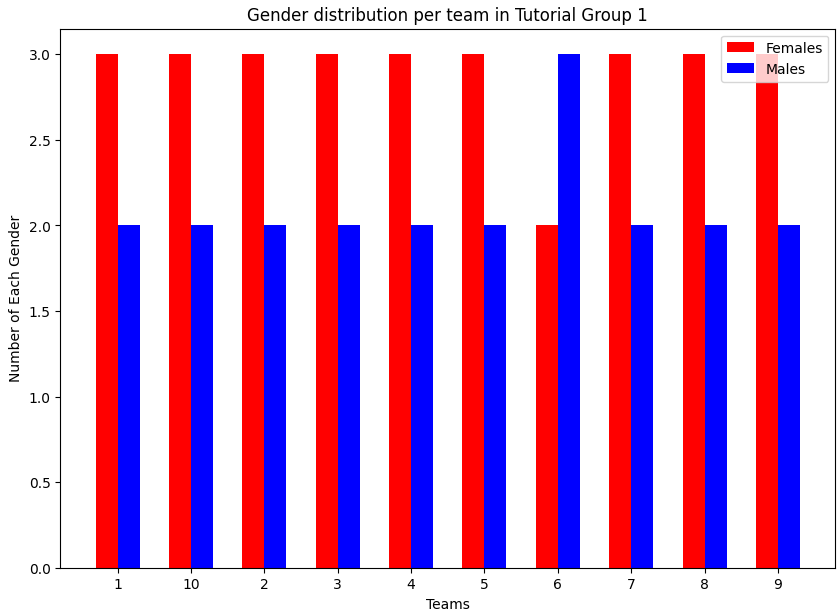 Gender distribution per team in Tutorial Group 1
Females
Males
3.0
2.5
2.0
1.5
1.0
0.5
0.0
Number of Each Gender
1 10 2 3 4 5 6 7 8 9
Teams